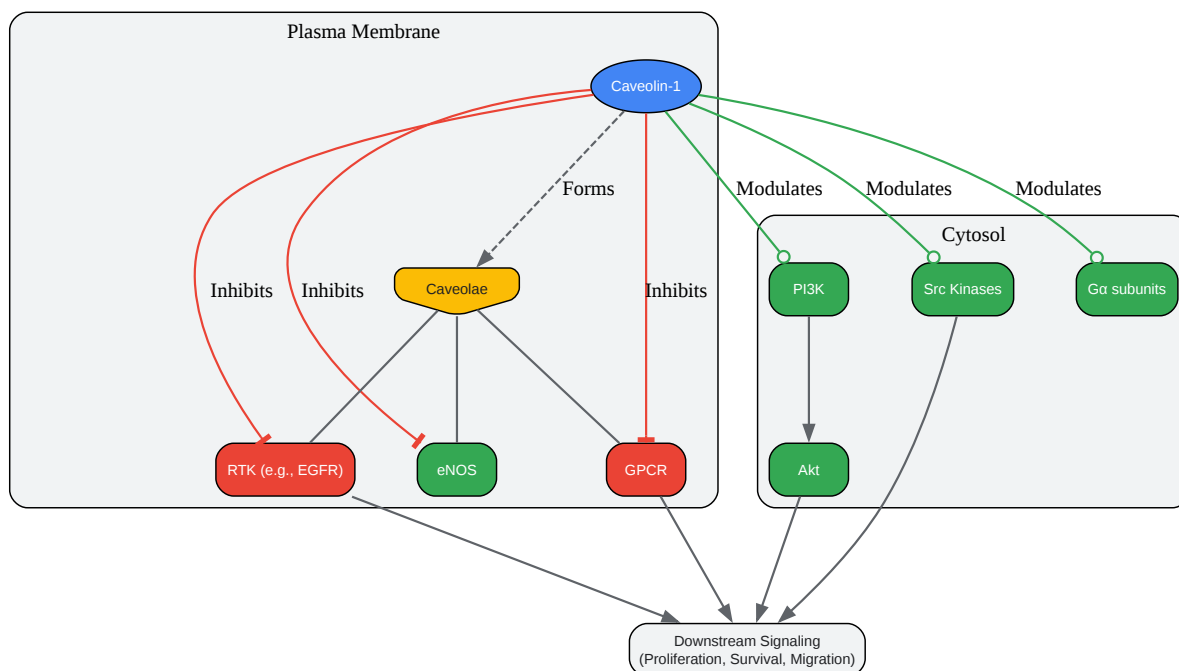 Plasma Membrane
Caveolin-1
Forms
Modulates
Modulates
Modulates
Cytosol
Inhibits
Inhibits
Caveolae
Inhibits
PI3K
Src Kinases
Gα subunits
RTK (e.g., EGFR)
eNOS
GPCR
Akt
Downstream Signaling
(Proliferation, Survival, Migration)